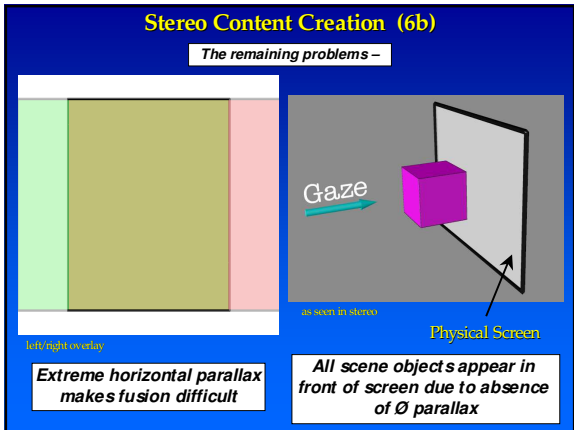 Stereo Content Creation (6b)
The remaining problems –
Gaze
left/right overlay
as seen in stereo
Physical Screen
Extreme horizontal parallax
makes fusion difficult
All scene objects appear in
front of screen due to absence
of Ø parallax